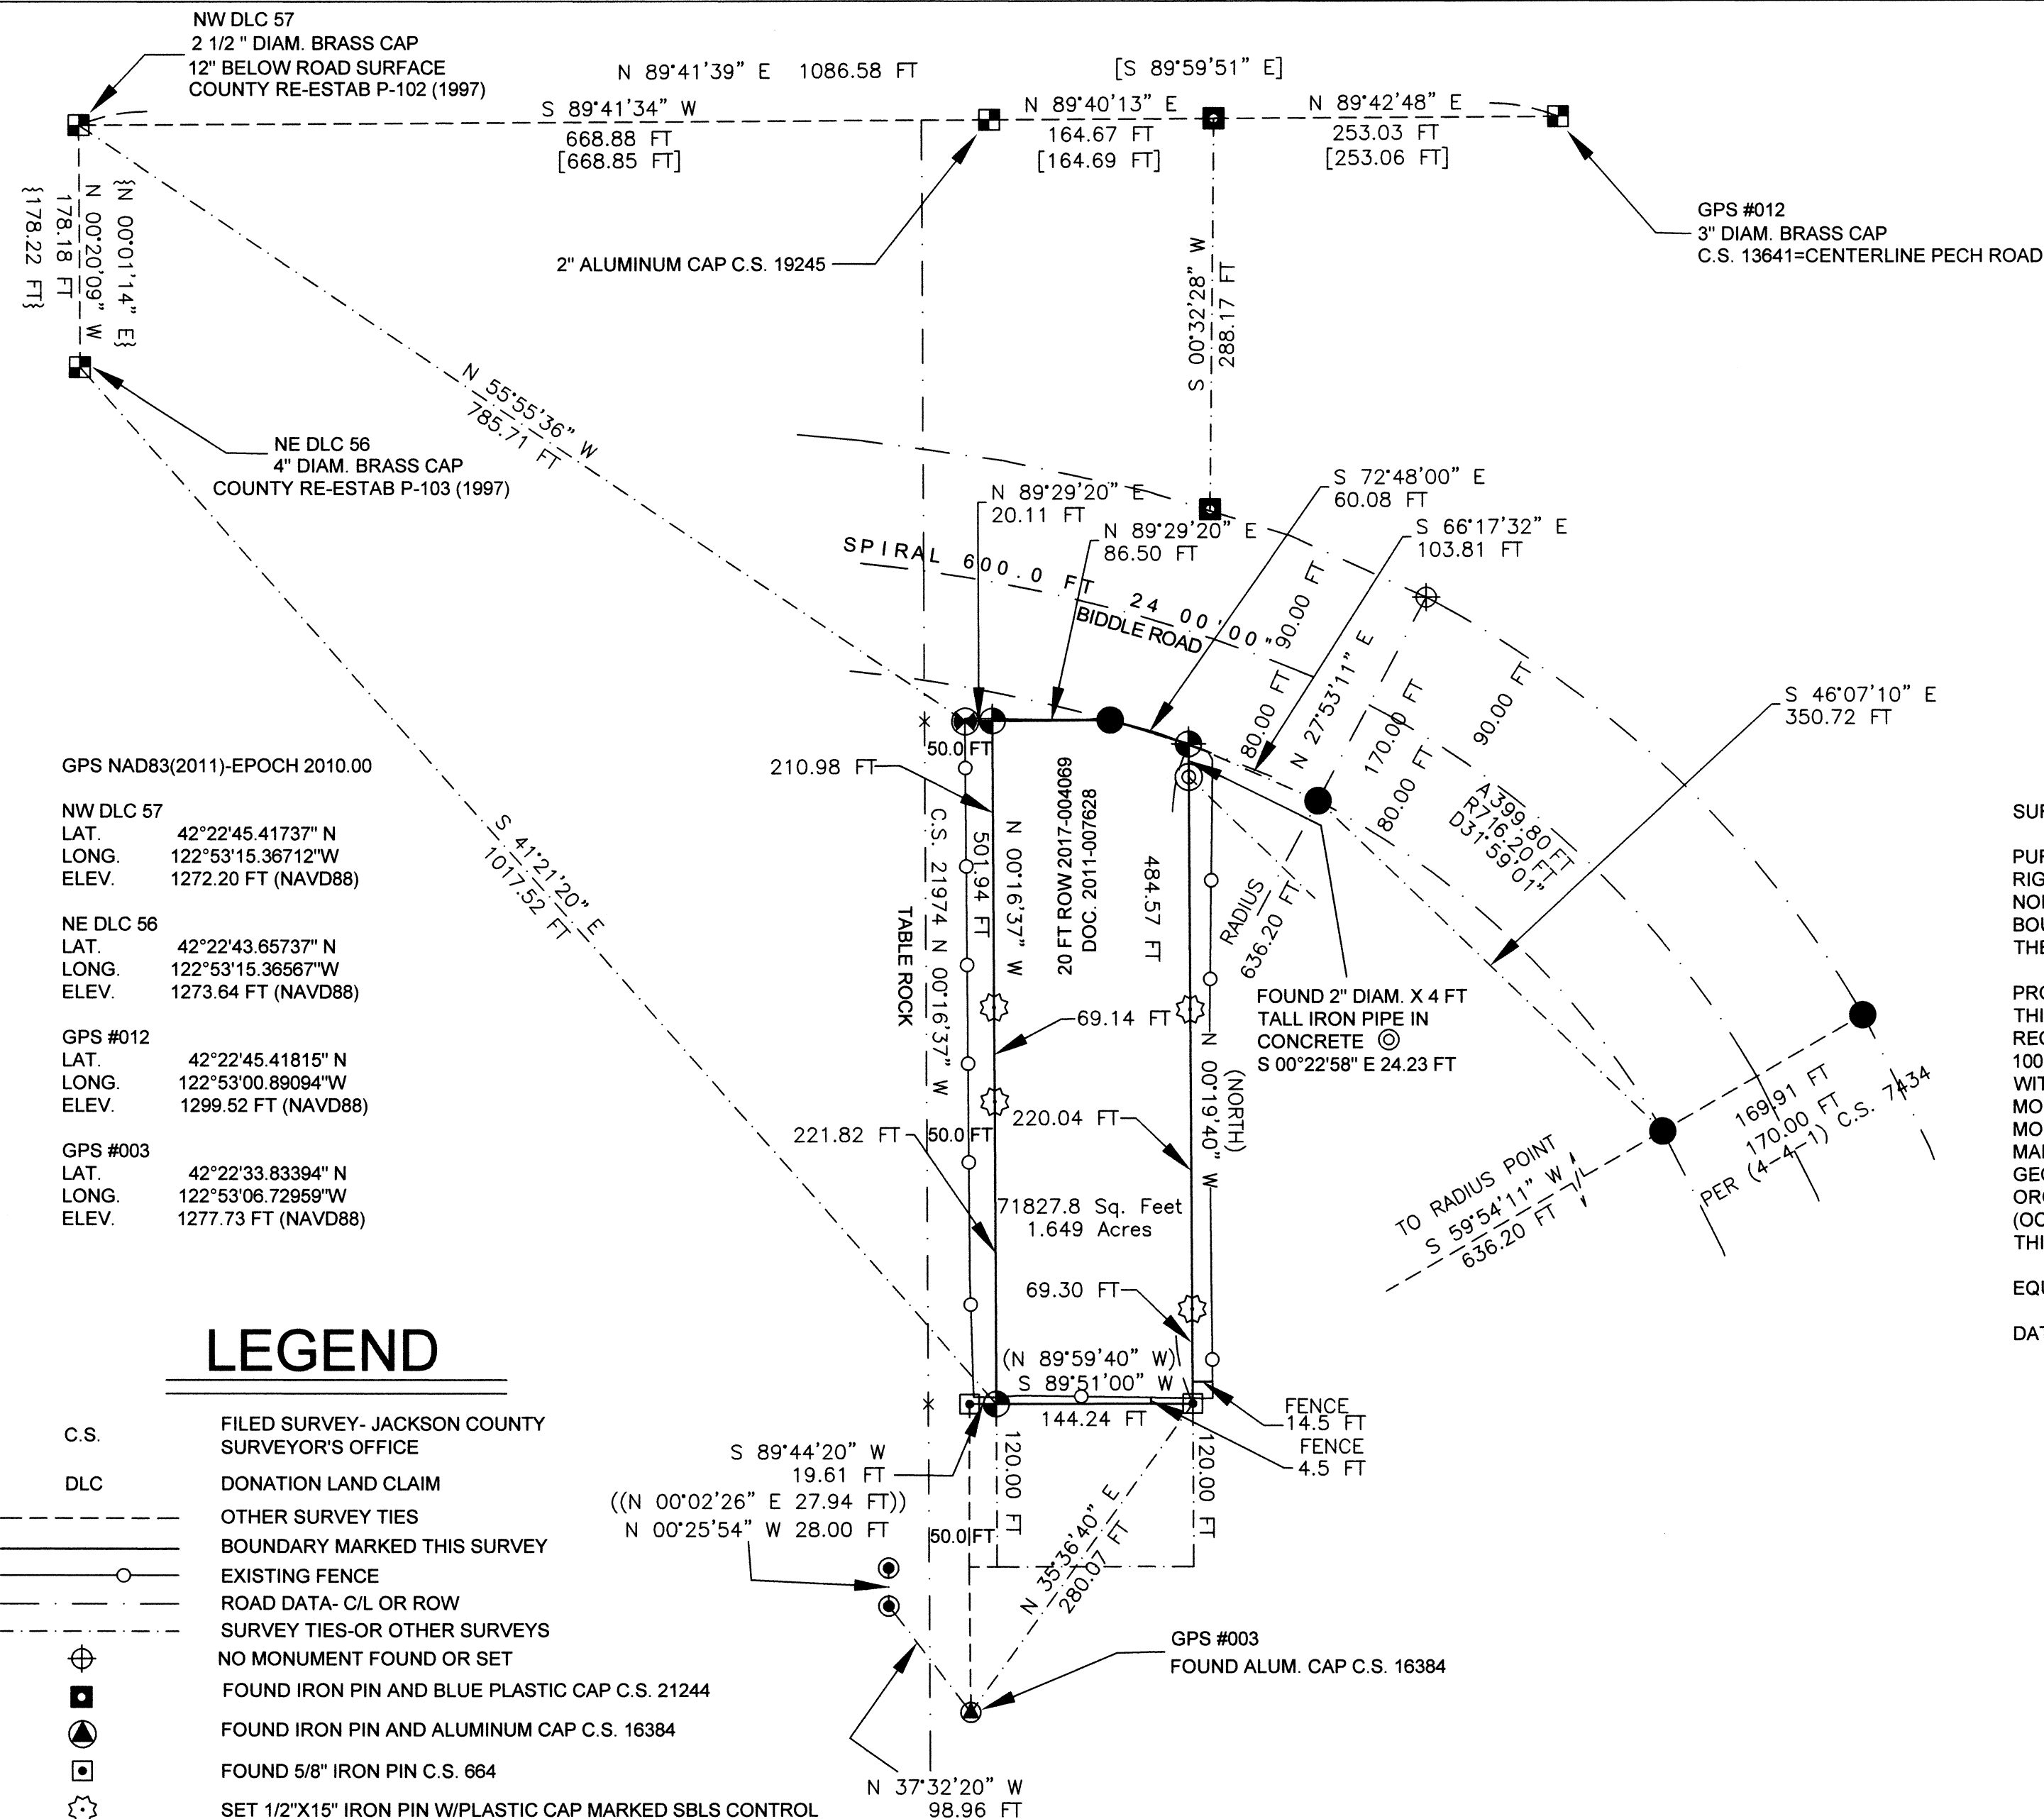 NW DLC 57
2 1/2 " DIAM. BRASS CAP
12" BELOW ROAD SURFACE
COUNTY RE-ESTAB P-102 (1997)
N 89°41'39" E 1086.58 FT
[S 89°59'51" E]
S 89°41'34" W
668.88 FT
[668.85 FT]
N 89°40'13" E
164.67 FT
[164.69 FT]
N 89°42'48" E
253.03 FT
[253.06 FT]
{N 00°01'14" E}
N 00°20'09" W
178.18 FT
{178.22 FT}
2" ALUMINUM CAP C.S. 19245
GPS #012
3" DIAM. BRASS CAP
C.S. 13641=CENTERLINE PECH ROAD
S 00°32'28" W
288.17 FT
NE DLC 56
4" DIAM. BRASS CAP
COUNTY RE-ESTAB P-103 (1997)
N 55°55'36" W
785.71 FT
N 89°29'20" E
20.11 FT
N 89°29'20" E
86.50 FT
S 72°48'00" E
60.08 FT
S 66°17'32" E
103.81 FT
SPIRAL 600.0 FT 24 00'00"
BIDDLE ROAD
90.00 FT
80.00 FT
N 27°53'11" E
170.00 FT
80.00 FT
90.00 FT
A399.80 FT
R716.20 FT
D31°59'01"
S 46°07'10" E
350.72 FT
GPS NAD83(2011)-EPOCH 2010.00
NW DLC 57
LAT. 42°22'45.41737" N
LONG. 122°53'15.36712"W
ELEV. 1272.20 FT (NAVD88)
NE DLC 56
LAT. 42°22'43.65737" N
LONG. 122°53'15.36567"W
ELEV. 1273.64 FT (NAVD88)
GPS #012
LAT. 42°22'45.41815" N
LONG. 122°53'00.89094"W
ELEV. 1299.52 FT (NAVD88)
GPS #003
LAT. 42°22'33.83394" N
LONG. 122°53'06.72959"W
ELEV. 1277.73 FT (NAVD88)
S 41°21'20" E
1017.52 FT
50.0 FT
210.98 FT
C.S. 21974 N 00°16'37" W
TABLE ROCK
501.94 FT
N 00°16'37" W
20 FT ROW 2017-004069
DOC. 2011-007628
484.57 FT
RADIUS
636.20 FT
FOUND 2" DIAM. X 4 FT
TALL IRON PIPE IN
CONCRETE
S 00°22'58" E 24.23 FT
69.14 FT
(NORTH)
N 00°19'40" W
221.82 FT
50.0 FT
220.04 FT
71827.8 Sq. Feet
1.649 Acres
69.30 FT
(N 89°59'40" W)
S 89°51'00" W
144.24 FT
FENCE
14.5 FT
FENCE
4.5 FT
S 89°44'20" W
19.61 FT
((N 00°02'26" E 27.94 FT))
N 00°25'54" W 28.00 FT
50.0 FT
120.00 FT
120.00 FT
N 35°36'40" E
280.07 FT
GPS #003
FOUND ALUM. CAP C.S. 16384
N 37°32'20" W
98.96 FT
TO RADIUS POINT
S 59°54'11" W
636.20 FT
169.91 FT
170.00 FT
PER (4-4-1) C.S. 7434
SUR
PUR
RIG
NOR
BOU
THE
PRO
THI
REC
100
WIT
MO
MO
MAR
GEO
ORC
(OC
THI
EQU
DAT
LEGEND
C.S. FILED SURVEY- JACKSON COUNTY
SURVEYOR'S OFFICE
DLC DONATION LAND CLAIM
OTHER SURVEY TIES
BOUNDARY MARKED THIS SURVEY
EXISTING FENCE
ROAD DATA- C/L OR ROW
SURVEY TIES-OR OTHER SURVEYS
NO MONUMENT FOUND OR SET
FOUND IRON PIN AND BLUE PLASTIC CAP C.S. 21244
FOUND IRON PIN AND ALUMINUM CAP C.S. 16384
FOUND 5/8" IRON PIN C.S. 664
SET 1/2"X15" IRON PIN W/PLASTIC CAP MARKED SBLS CONTROL